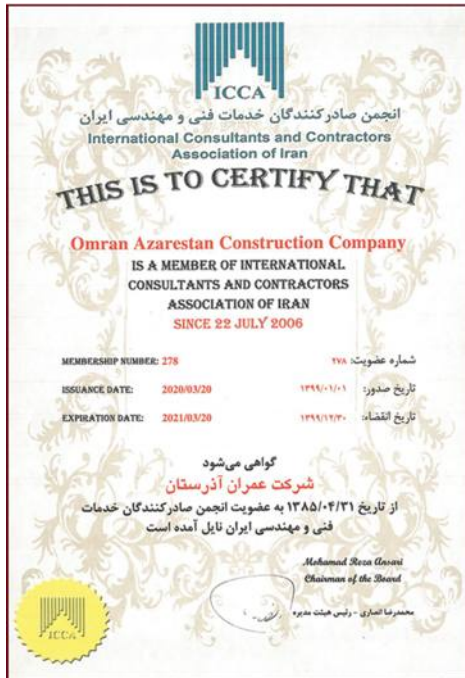 ICCA
انجمن صادرکنندگان خدمات فنی و مهندسی ایران
International Consultants and Contractors
Association of Iran
THIS IS TO CERTIFY THAT
Omran Azarestan Construction Company
IS A MEMBER OF INTERNATIONAL
CONSULTANTS AND CONTRACTORS
ASSOCIATION OF IRAN
SINCE 22 JULY 2006
MEMBERSHIP NUMBER: 278 شماره عضویت: ۲۷۸
ISSUANCE DATE: 2020/03/20 تاریخ صدور: ۱۳۹۹/۰۱/۰۱
EXPIRATION DATE: 2021/03/20 تاریخ انقضاء: ۱۳۹۹/۱۲/۳۰
گواهی می‌شود
شرکت عمران آذرستان
از تاریخ ۱۳۸۵/۰۴/۳۱ به عضویت انجمن صادرکنندگان خدمات
فنی و مهندسی ایران نایل آمده است
Mohamad Reza Ansari
Chairman of the Board
محمدرضا انصاری - رئیس هیئت مدیره
ICCA